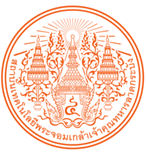 สถาบันเทคโนโลยีพระจอมเกล้าเจ้าคุณทหารลาดกระบัง
๔